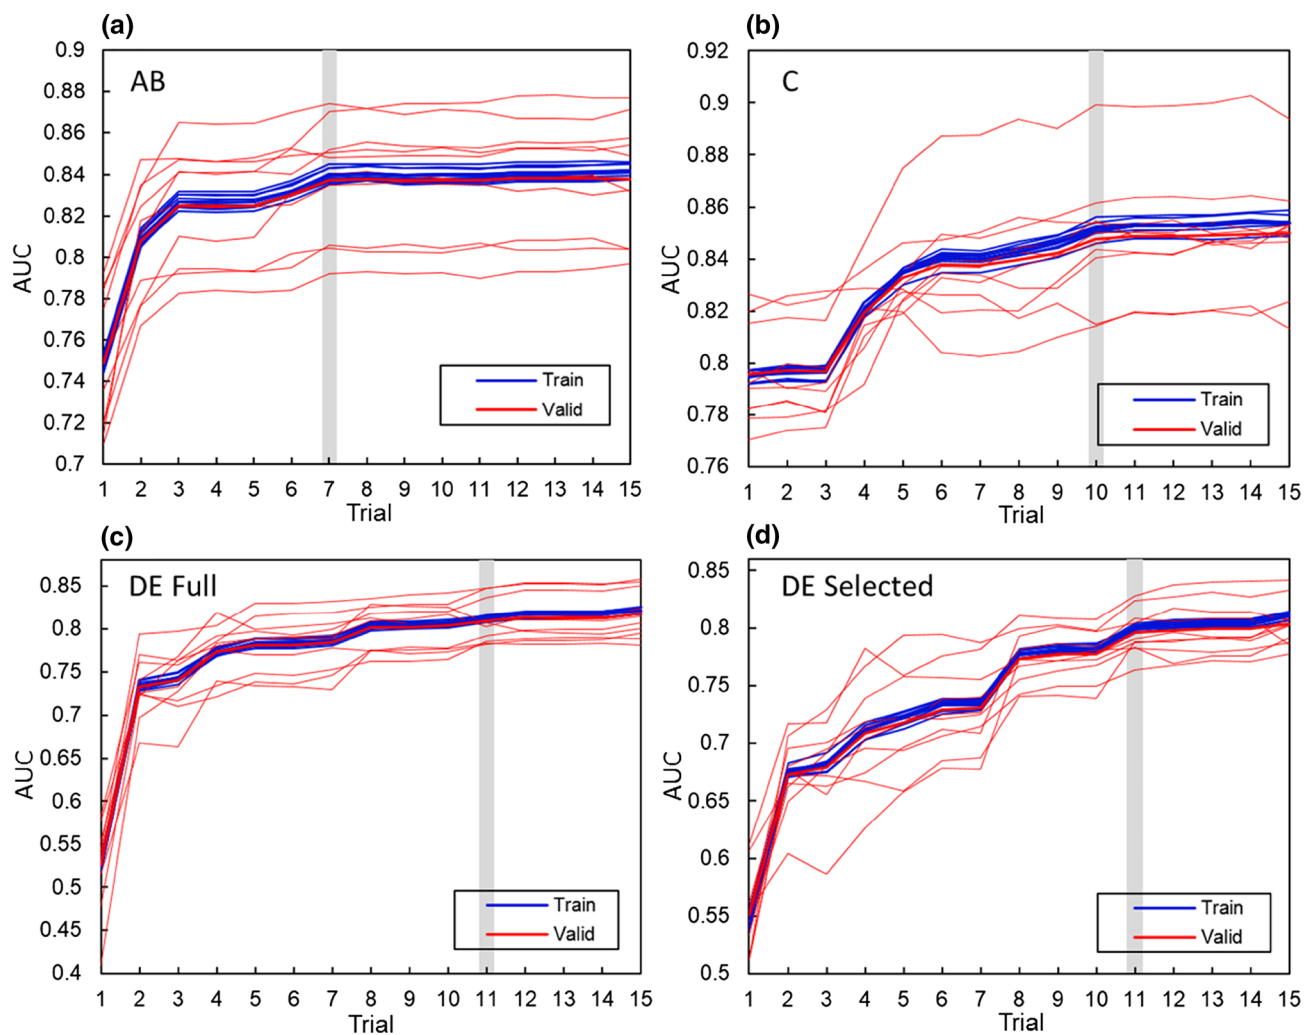 (a)
AB
0.9
0.88
0.86
0.84
0.82
0.8
0.78
0.76
0.74
0.72
0.7
AUC
Train
Valid
1 2 3 4 5 6 7 8 9 10 11 12 13 14 15
Trial
(b)
C
0.92
0.9
0.88
0.86
0.84
0.82
0.8
0.78
0.76
AUC
Train
Valid
1 2 3 4 5 6 7 8 9 10 11 12 13 14 15
Trial
(c)
DE Full
0.85
0.8
0.75
0.7
0.65
0.6
0.55
0.5
0.45
0.4
AUC
Train
Valid
1 2 3 4 5 6 7 8 9 10 11 12 13 14 15
Trial
(d)
DE Selected
0.85
0.8
0.75
0.7
0.65
0.6
0.55
0.5
AUC
Train
Valid
1 2 3 4 5 6 7 8 9 10 11 12 13 14 15
Trial